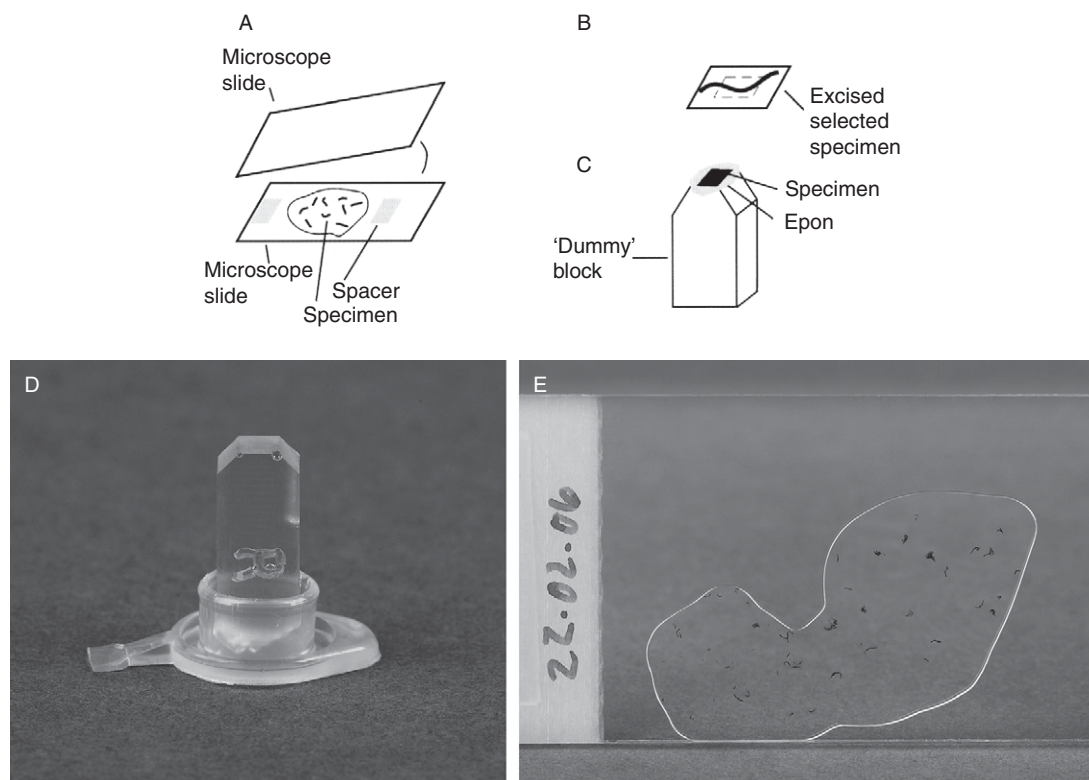 A
Microscope
slide
Microscope
slide
Spacer
Specimen
B
Excised
selected
specimen
C
Specimen
Epon
'Dummy'
block
D
E
22.02.06